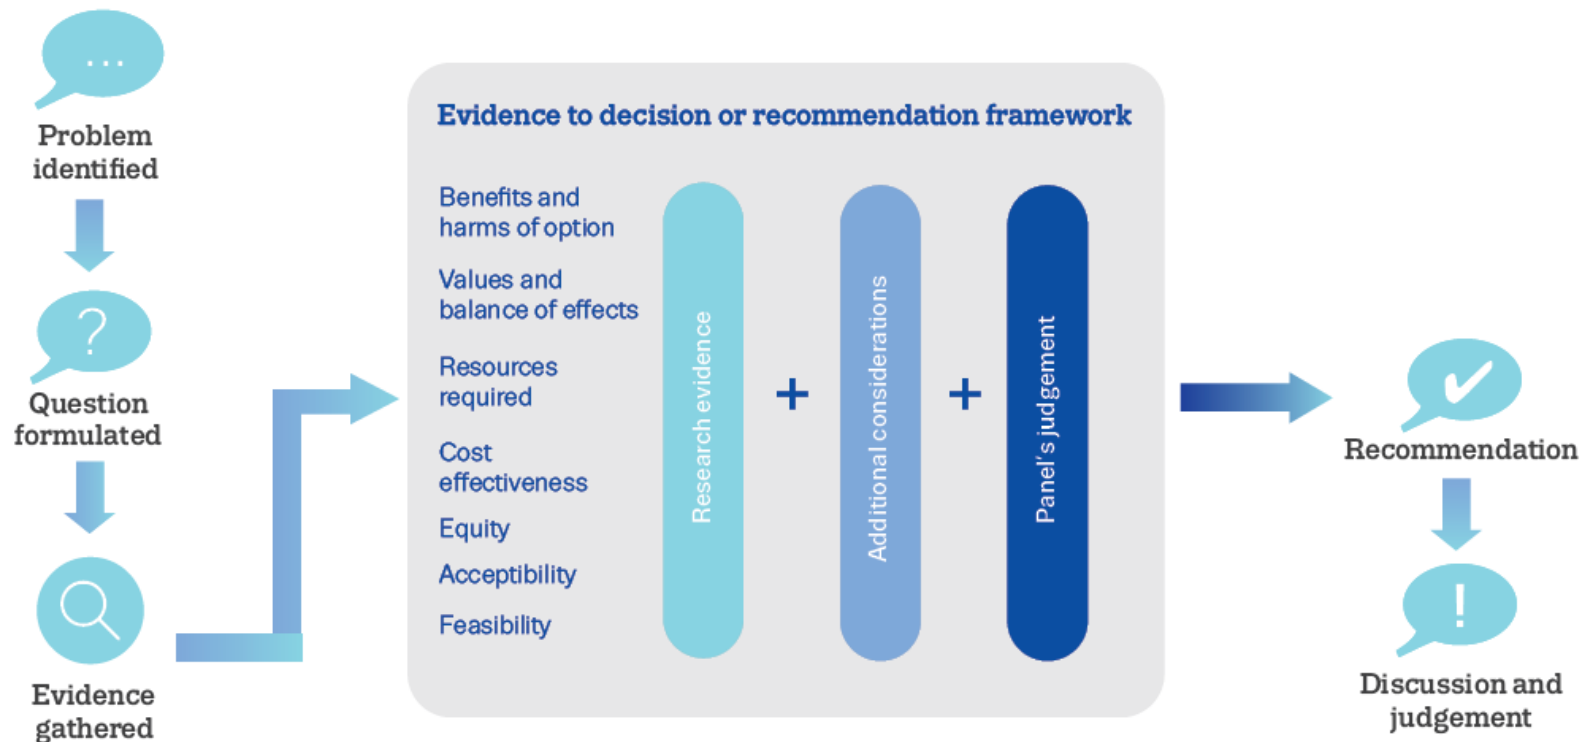 ...
Problem
identified
?
Question
formulated
Evidence
gathered
Evidence to decision or recommendation framework
Benefits and
harms of option
Values and
balance of effects
Resources
required
Cost
effectiveness
Equity
Acceptibility
Feasibility
Research evidence
+
Additional considerations
+
Panel's judgement
Recommendation
!
Discussion and
judgement